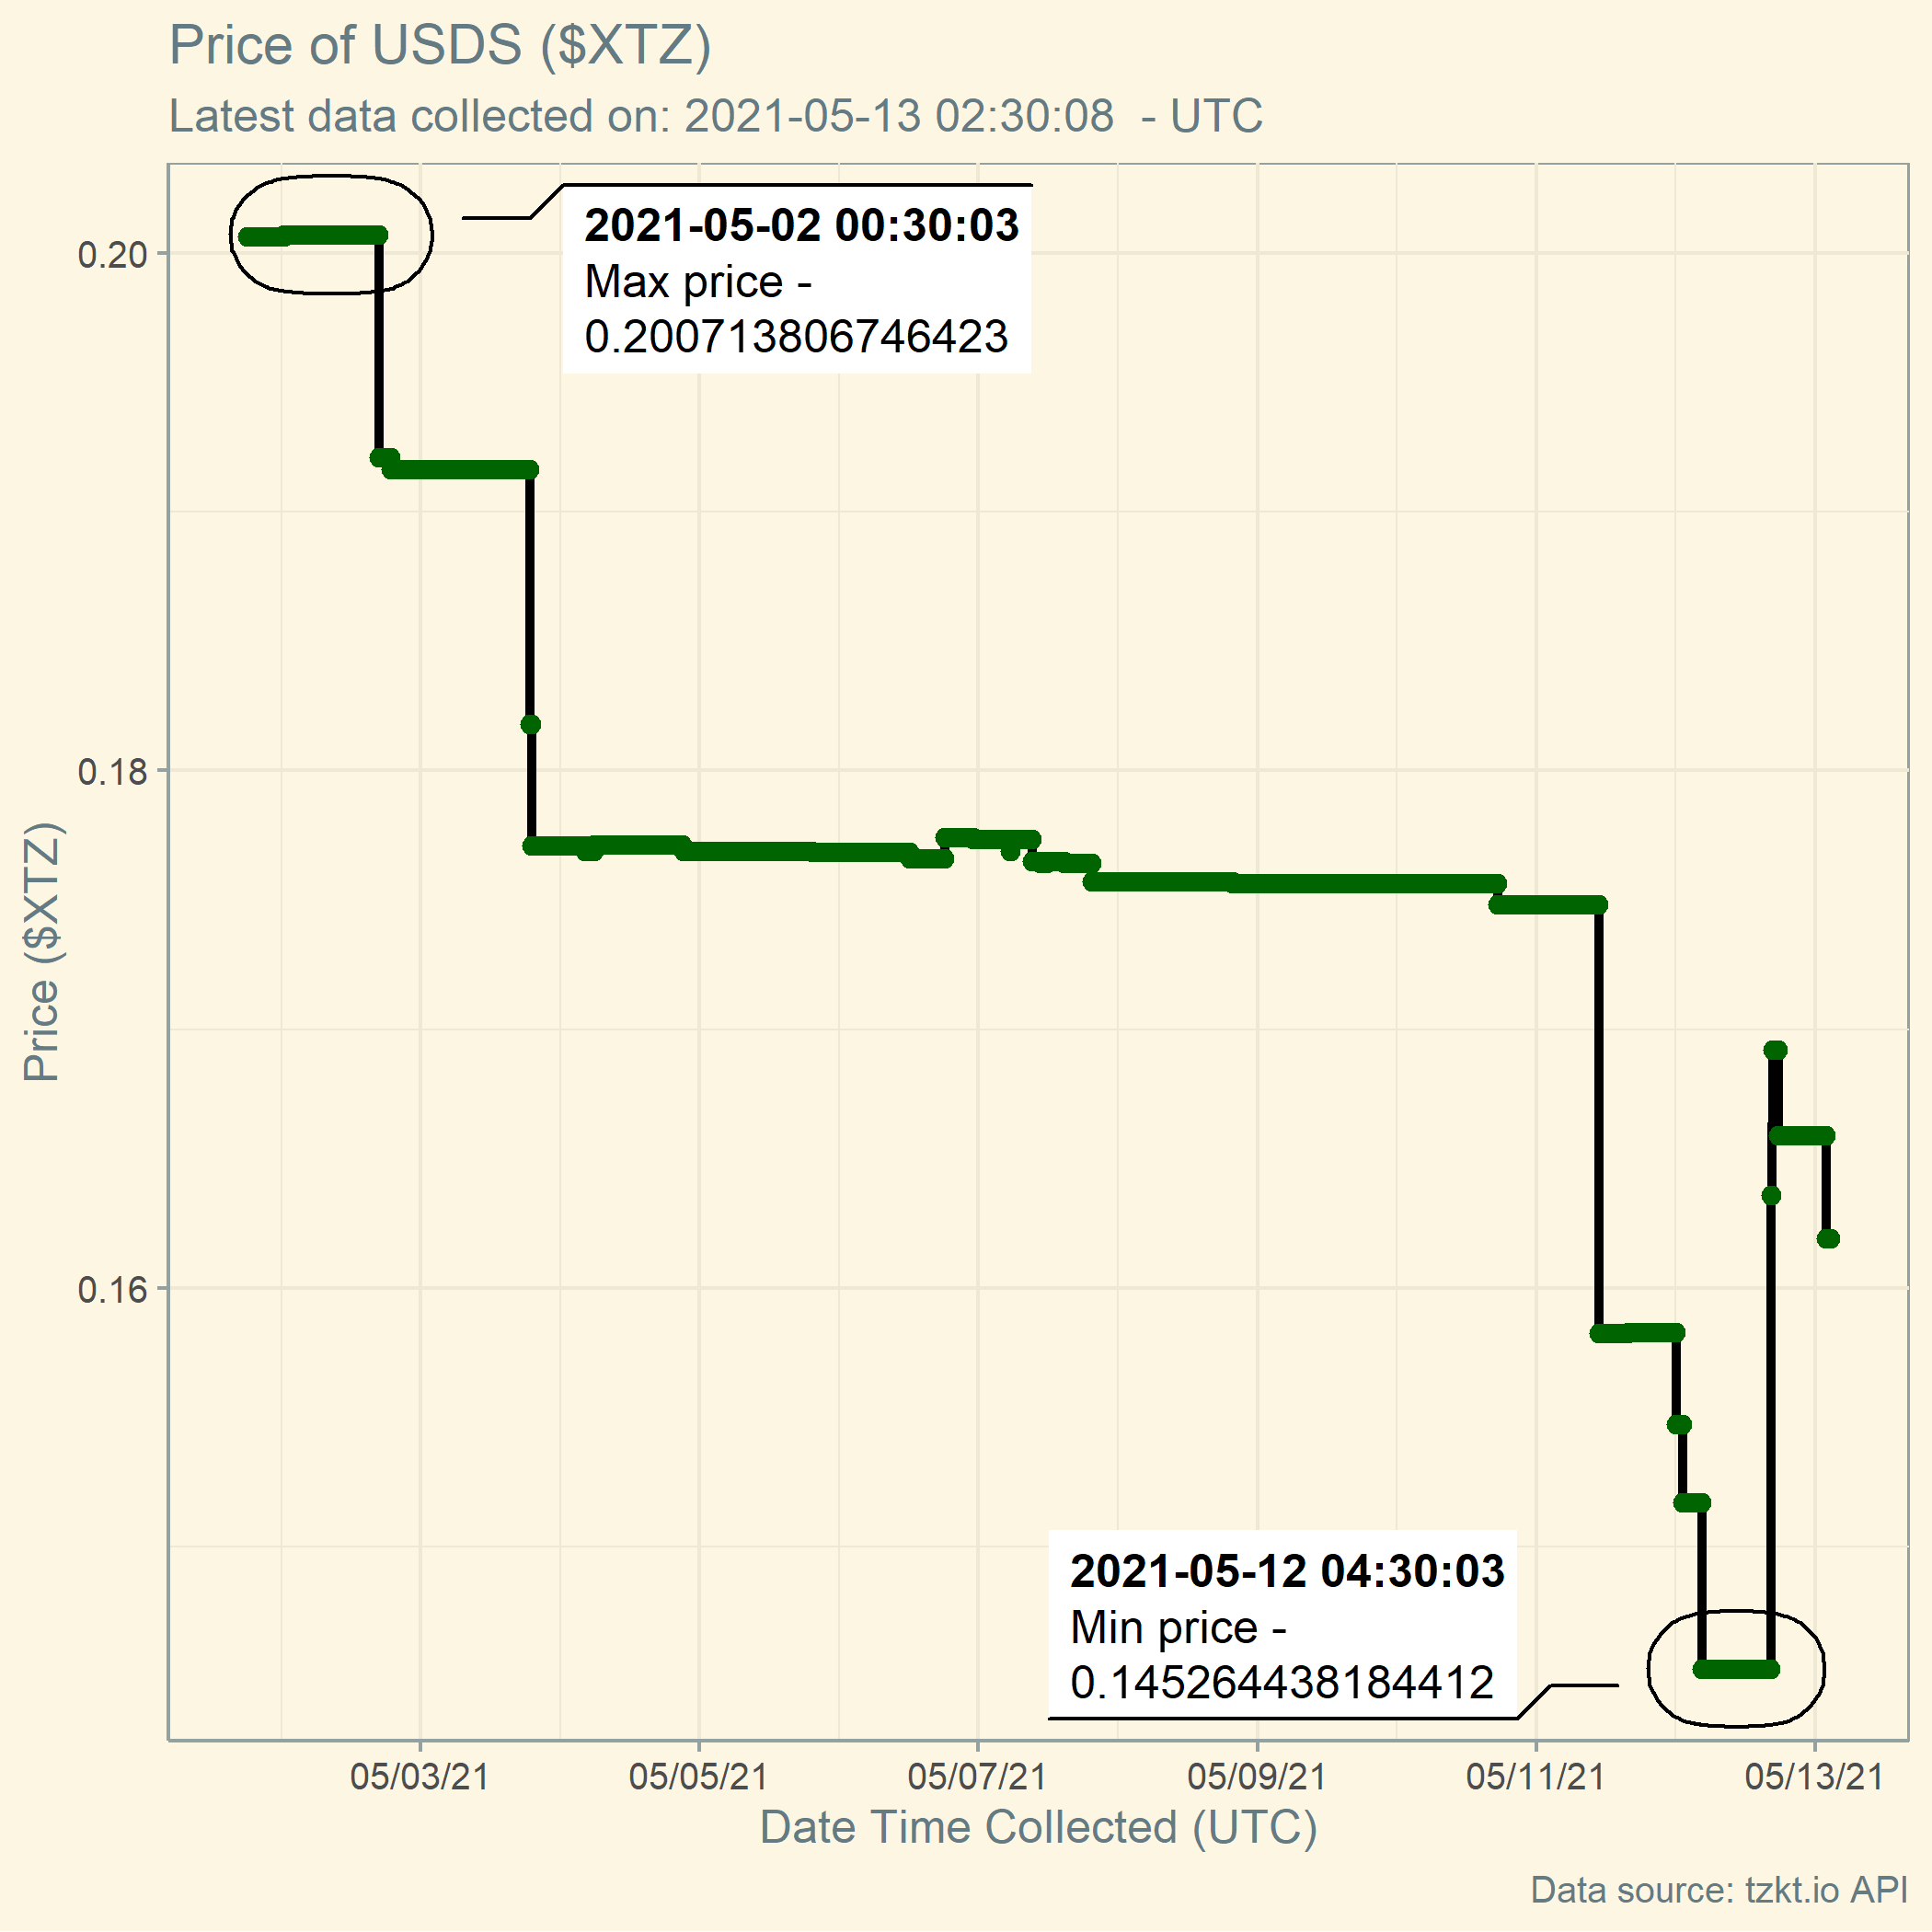 Price of USDS ($XTZ)
Latest data collected on: 2021-05-13 02:30:08  - UTC
2021-05-02 00:30:03
Max price -
0.200713806746423
0.20
0.18
0.16
Price ($XTZ)
2021-05-12 04:30:03
Min price -
0.145264438184412
05/03/21
05/05/21
05/07/21
05/09/21
05/11/21
05/13/21
Date Time Collected (UTC)
Data source: tzkt.io API